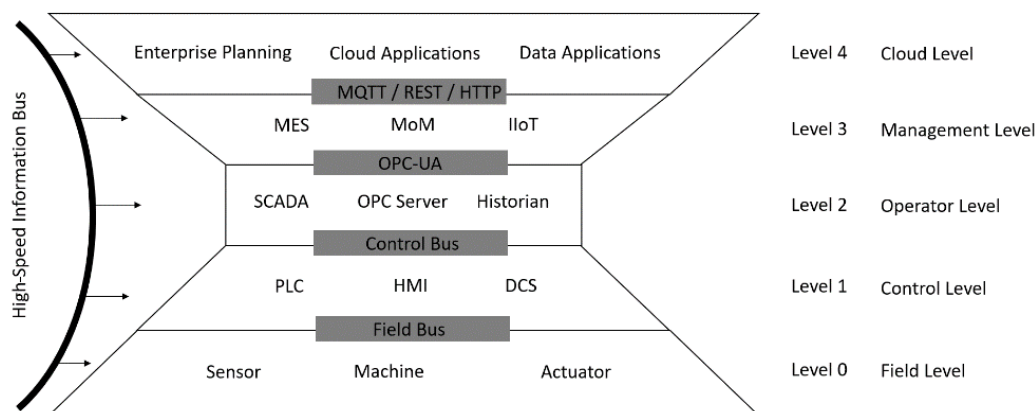 High-Speed Information Bus
Enterprise Planning Cloud Applications Data Applications Level 4 Cloud Level
MQTT / REST / HTTP
MES MoM IIoT Level 3 Management Level
OPC-UA
SCADA OPC Server Historian Level 2 Operator Level
Control Bus
PLC HMI DCS Level 1 Control Level
Field Bus
Sensor Machine Actuator Level 0 Field Level